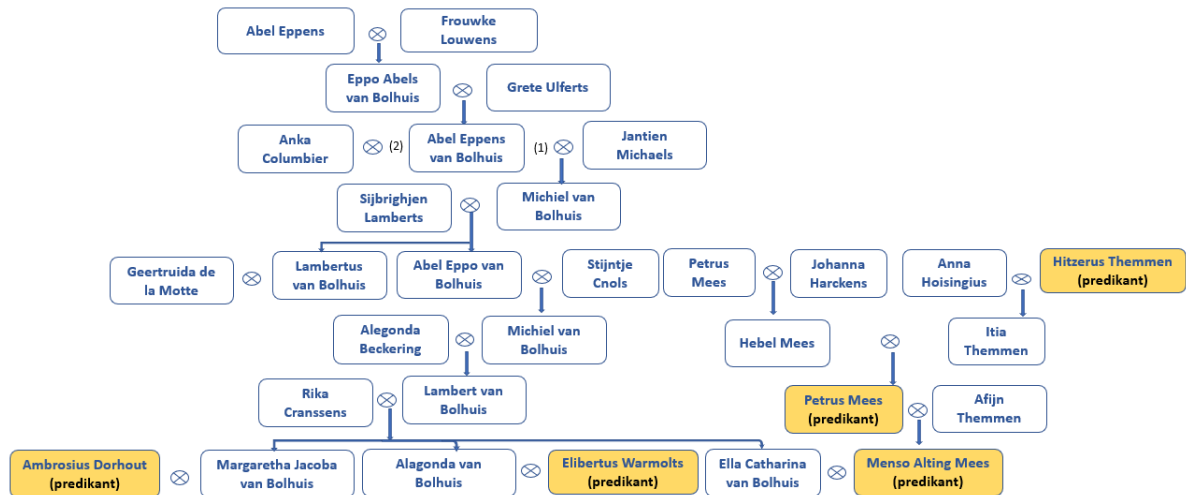 Abel Eppens
Frouwke
Louwens
Eppo Abels
van Bolhuis
Grete Ulferts
Anka
Columbier
(2)
Abel Eppens
van Bolhuis
(1)
Jantien
Michaels
Sijbrighjen
Lamberts
Michiel van
Bolhuis
Geertruida de
la Motte
Lambertus
van Bolhuis
Abel Eppo van
Bolhuis
Stijntje
Cnols
Petrus
Mees
Johanna
Harckens
Anna
Hoisingius
Hitzerus Themmen
(predikant)
Alegonda
Beckering
Michiel van
Bolhuis
Hebel Mees
Itia
Themmen
Rika
Cranssens
Lambert van
Bolhuis
Petrus Mees
(predikant)
Afijn
Themmen
Ambrosius Dorhout
(predikant)
Margaretha Jacoba
van Bolhuis
Alagonda van
Bolhuis
Elibertus Warmolts
(predikant)
Ella Catharina
van Bolhuis
Menso Alting Mees
(predikant)